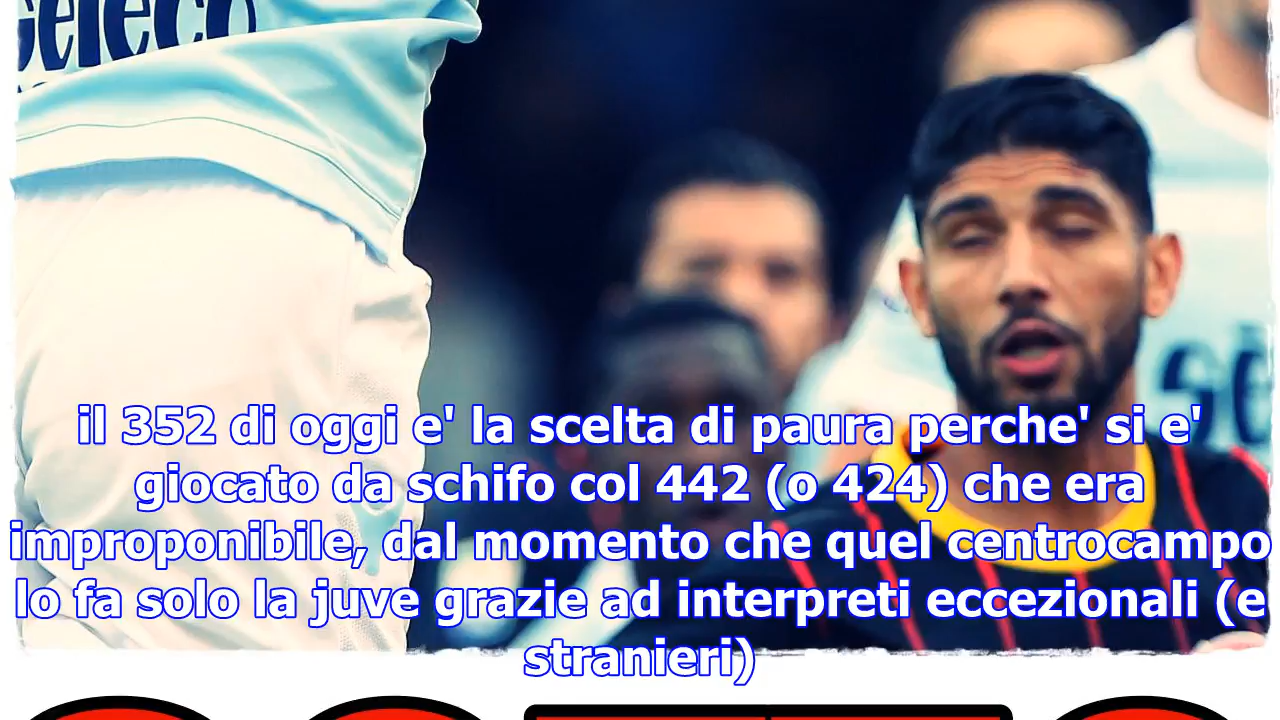 seleco
il 352 di oggi e' la scelta di paura perche' si e'
giocato da schifo col 442 (o 424) che era
improponibile, dal momento che quel centrocampo
lo fa solo la juve grazie ad interpreti eccezionali (e
stranieri)